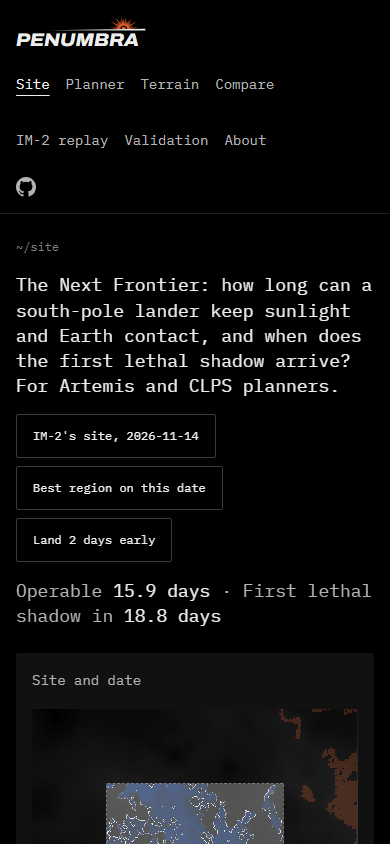 PENUMBRA
Site Planner Terrain Compare
IM-2 replay Validation About
~/site
The Next Frontier: how long can a
south-pole lander keep sunlight
and Earth contact, and when does
the first lethal shadow arrive?
For Artemis and CLPS planners.
IM-2's site, 2026-11-14
Best region on this date
Land 2 days early
Operable 15.9 days · First lethal
shadow in 18.8 days
Site and date